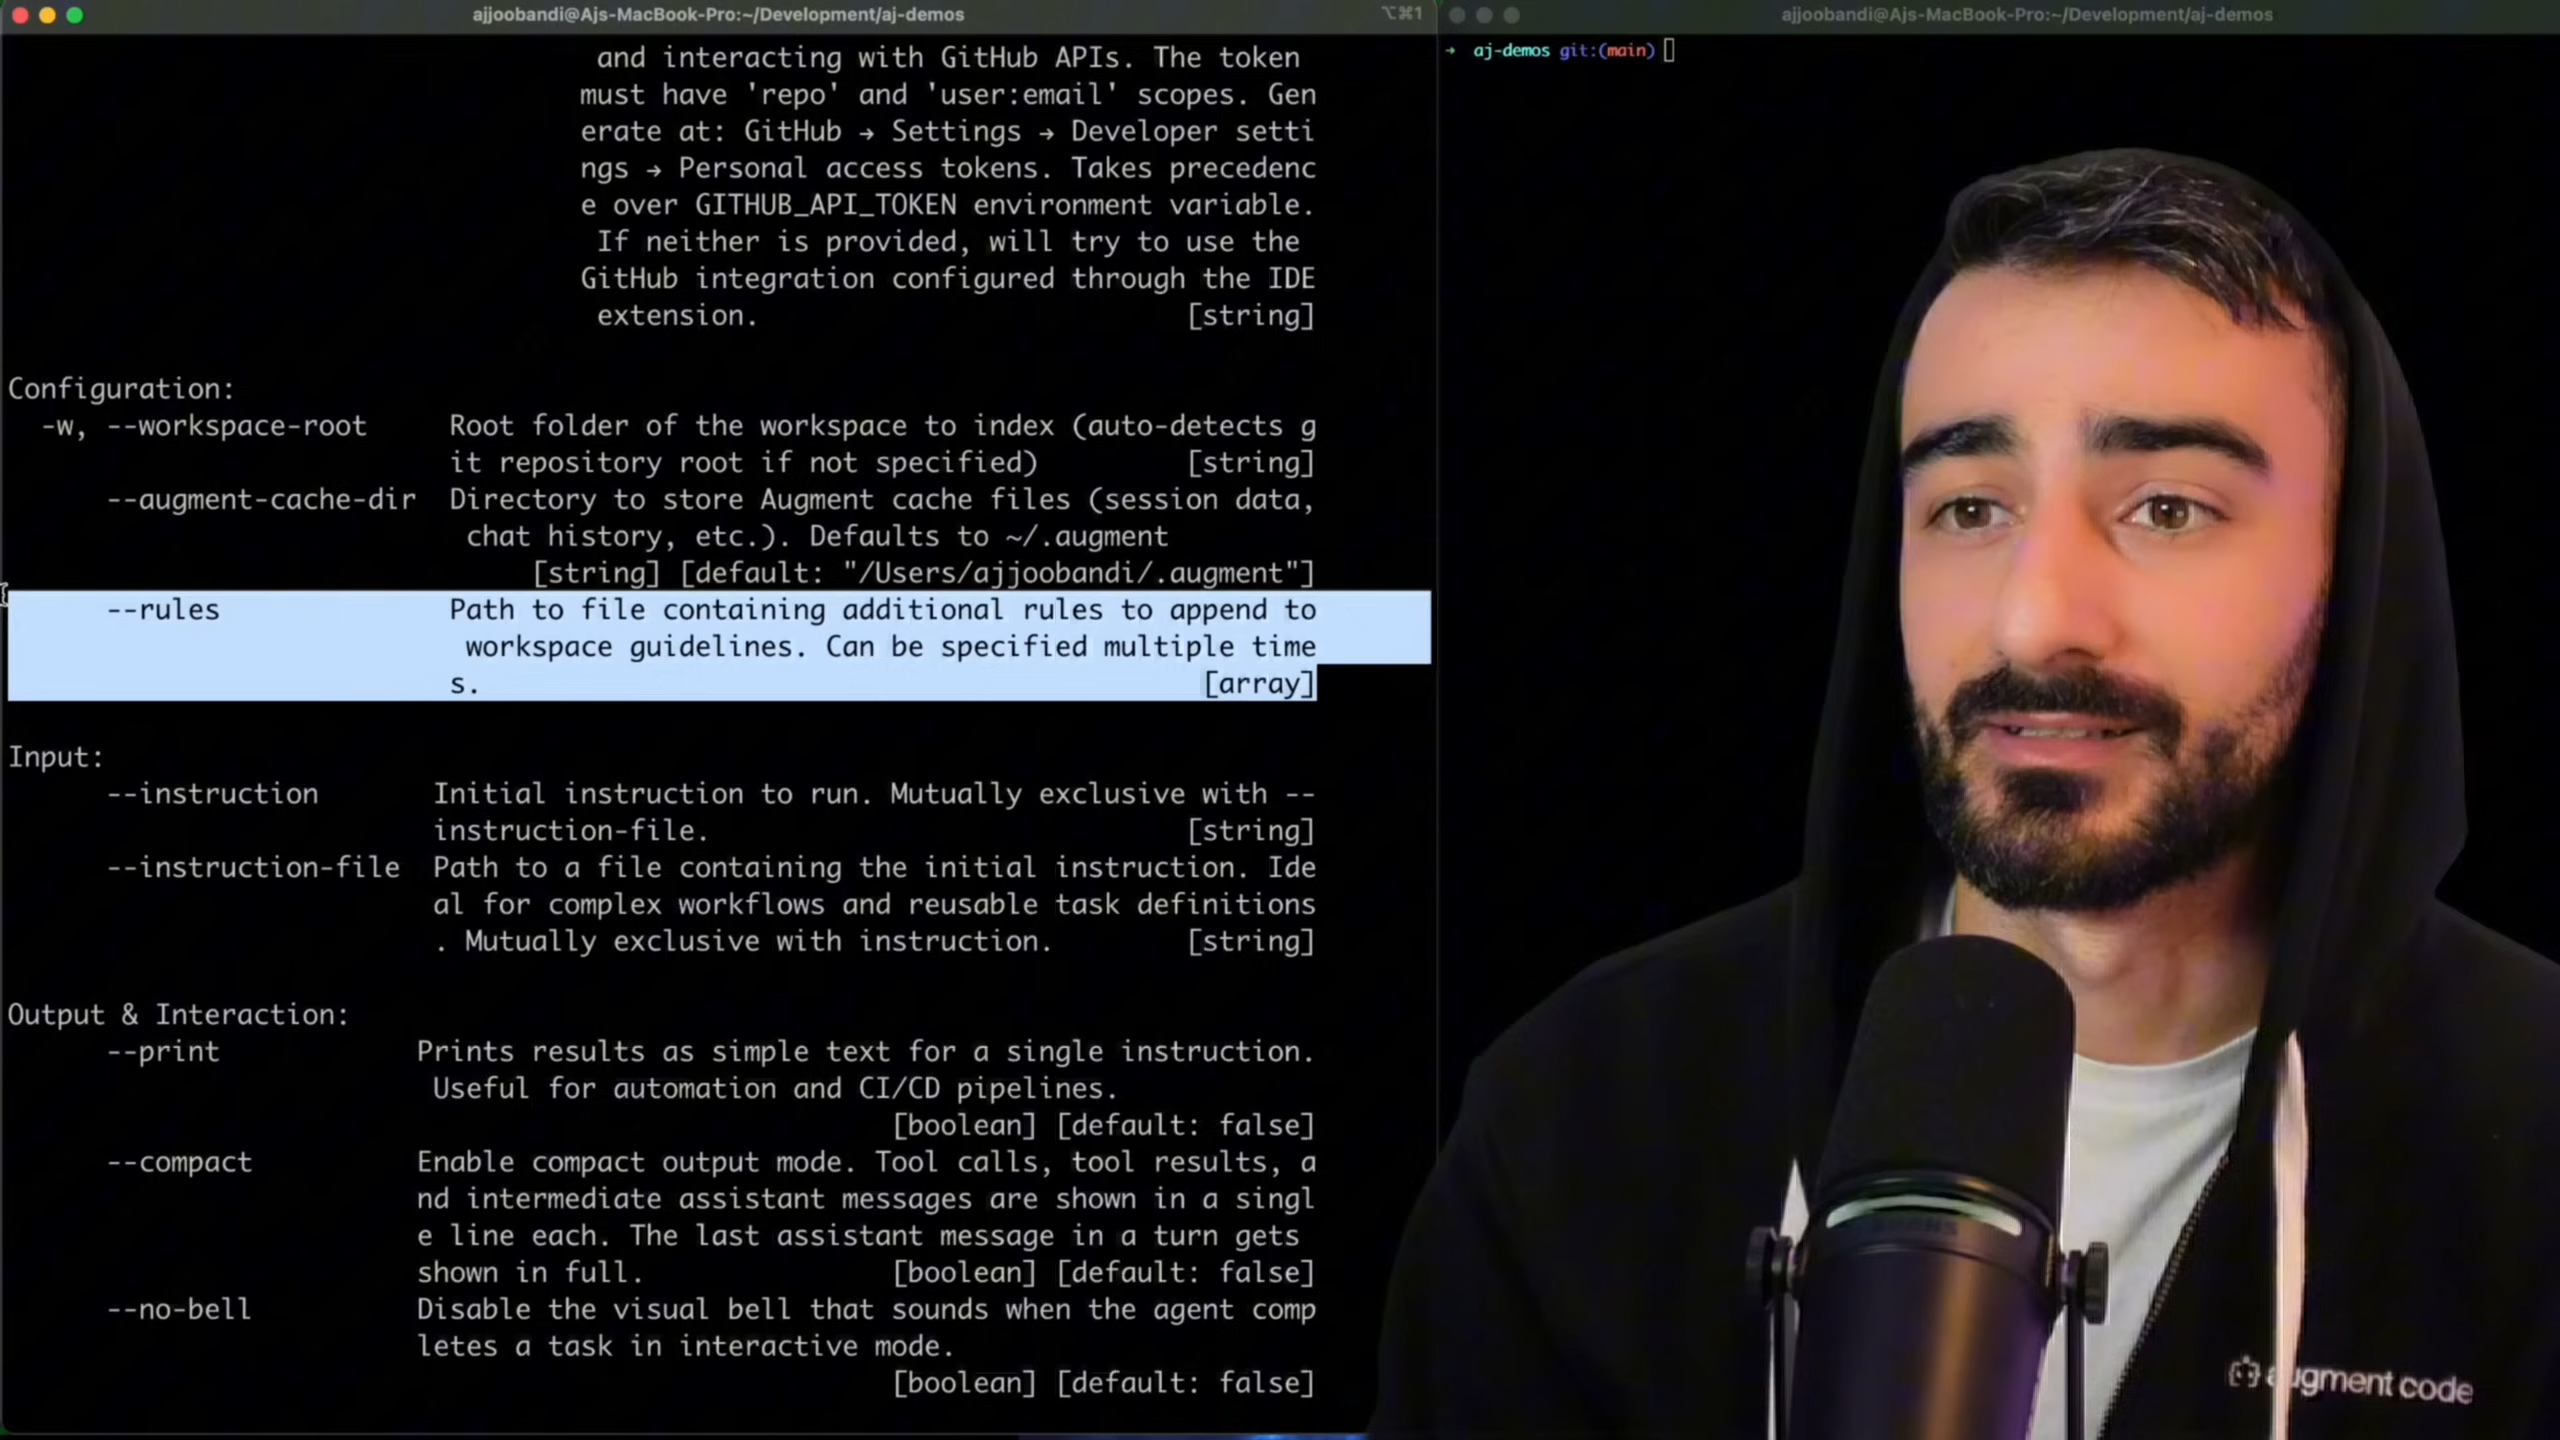 ajjoobandi@Ajs-MacBook-Pro:~/Development/aj-demos
⌥⌘1
and interacting with GitHub APIs. The token
must have 'repo' and 'user:email' scopes. Gen
erate at: GitHub → Settings → Developer setti
ngs → Personal access tokens. Takes precedenc
e over GITHUB_API_TOKEN environment variable.
If neither is provided, will try to use the
GitHub integration configured through the IDE
extension. [string]
Configuration:
-w, --workspace-root Root folder of the workspace to index (auto-detects g
it repository root if not specified) [string]
--augment-cache-dir Directory to store Augment cache files (session data,
chat history, etc.). Defaults to ~/.augment
[string] [default: "/Users/ajjoobandi/.augment"]
--rules Path to file containing additional rules to append to
workspace guidelines. Can be specified multiple time
s. [array]
Input:
--instruction Initial instruction to run. Mutually exclusive with --
instruction-file. [string]
--instruction-file Path to a file containing the initial instruction. Ide
al for complex workflows and reusable task definitions
. Mutually exclusive with instruction. [string]
Output & Interaction:
--print Prints results as simple text for a single instruction.
Useful for automation and CI/CD pipelines.
[boolean] [default: false]
--compact Enable compact output mode. Tool calls, tool results, a
nd intermediate assistant messages are shown in a singl
e line each. The last assistant message in a turn gets
shown in full. [boolean] [default: false]
--no-bell Disable the visual bell that sounds when the agent comp
letes a task in interactive mode.
[boolean] [default: false]
ajjoobandi@Ajs-MacBook-Pro:~/Development/aj-demos
→ aj-demos git:(main)
augment code